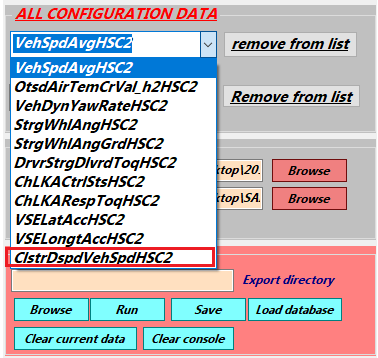 ALL CONFIGURATION DATA
VehSpdAvgHSC2 remove from list
VehSpdAvgHSC2
OtsdAirTemCrVal_h2HSC2 Remove from list
VehDynYawRateHSC2
StrgWhlAngHSC2
StrgWhlAngGrdHSC2
DrvrStrgDlvrdToqHSC2
ChLKACtrlStsHSC2 ktop\20. Browse
ChLKARespToqHSC2 sktop\SA. Browse
VSELatAccHSC2
VSELongtAccHSC2
ClstrDspdVehSpdHSC2
Export directory
Browse Run Save Load database
Clear current data Clear console